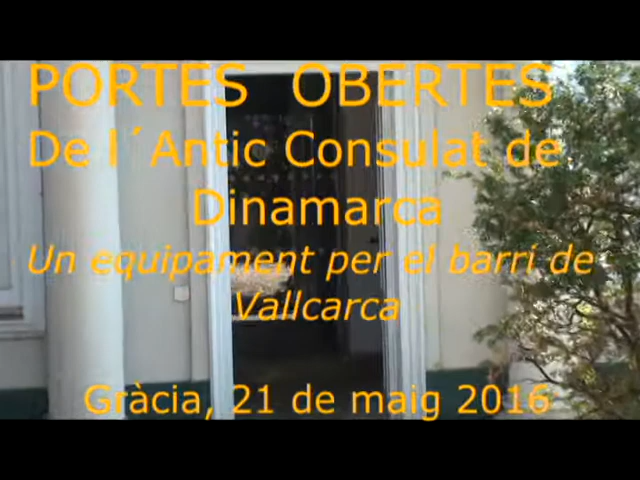 PORTES OBERTES
De l´Antic Consulat de
Dinamarca
Un equipament per el barri de
Vallcarca
Gràcia, 21 de maig 2016